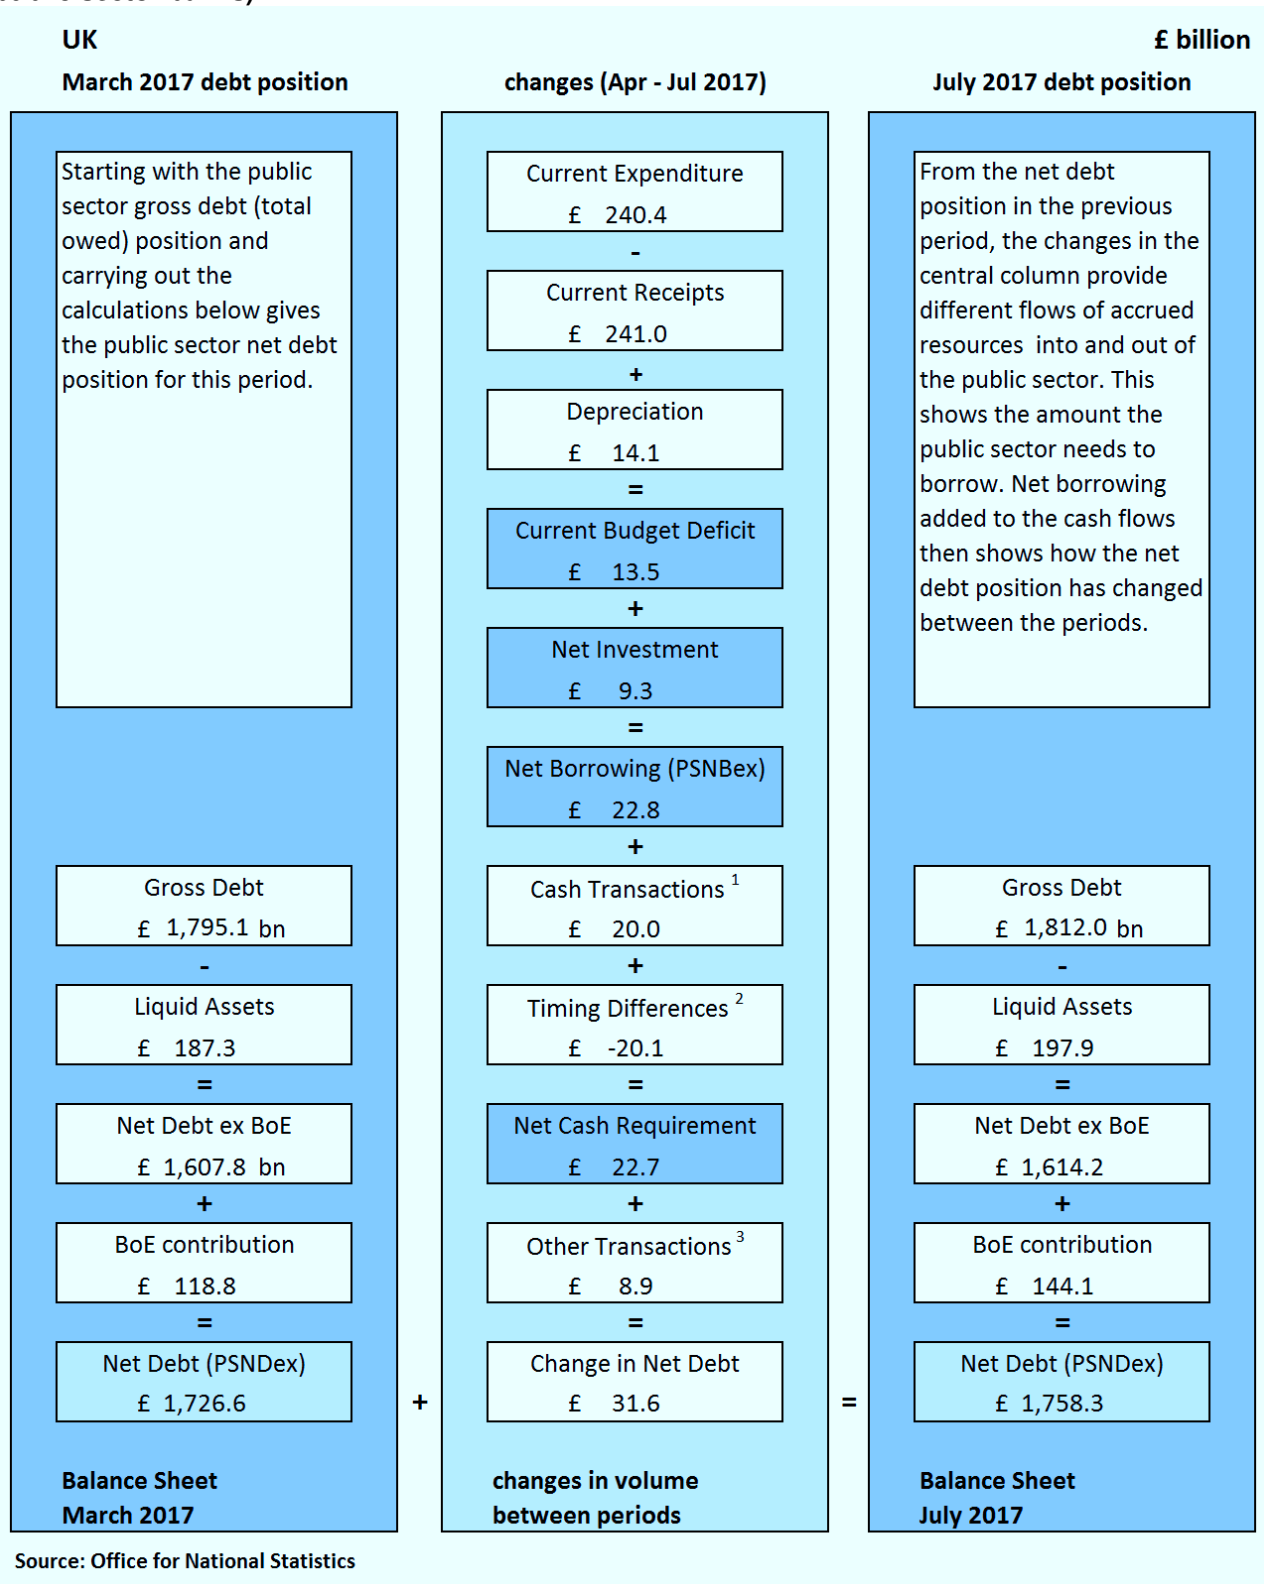 UK
£ billion
March 2017 debt position
changes (Apr - Jul 2017)
July 2017 debt position
Starting with the public
sector gross debt (total
owed) position and
carrying out the
calculations below gives
the public sector net debt
position for this period.
Gross Debt
£ 1,795.1 bn
-
Liquid Assets
£ 187.3
=
Net Debt ex BoE
£ 1,607.8 bn
+
BoE contribution
£ 118.8
=
Net Debt (PSNDex)
£ 1,726.6
Balance Sheet
March 2017
+
Current Expenditure
£ 240.4
-
Current Receipts
£ 241.0
+
Depreciation
£ 14.1
=
Current Budget Deficit
£ 13.5
+
Net Investment
£ 9.3
=
Net Borrowing (PSNBex)
£ 22.8
+
Cash Transactions 1
£ 20.0
+
Timing Differences 2
£ -20.1
=
Net Cash Requirement
£ 22.7
+
Other Transactions 3
£ 8.9
=
Change in Net Debt
£ 31.6
changes in volume
between periods
=
From the net debt
position in the previous
period, the changes in the
central column provide
different flows of accrued
resources into and out of
the public sector. This
shows the amount the
public sector needs to
borrow. Net borrowing
added to the cash flows
then shows how the net
debt position has changed
between the periods.
Gross Debt
£ 1,812.0 bn
-
Liquid Assets
£ 197.9
=
Net Debt ex BoE
£ 1,614.2
+
BoE contribution
£ 144.1
=
Net Debt (PSNDex)
£ 1,758.3
Balance Sheet
July 2017
Source: Office for National Statistics